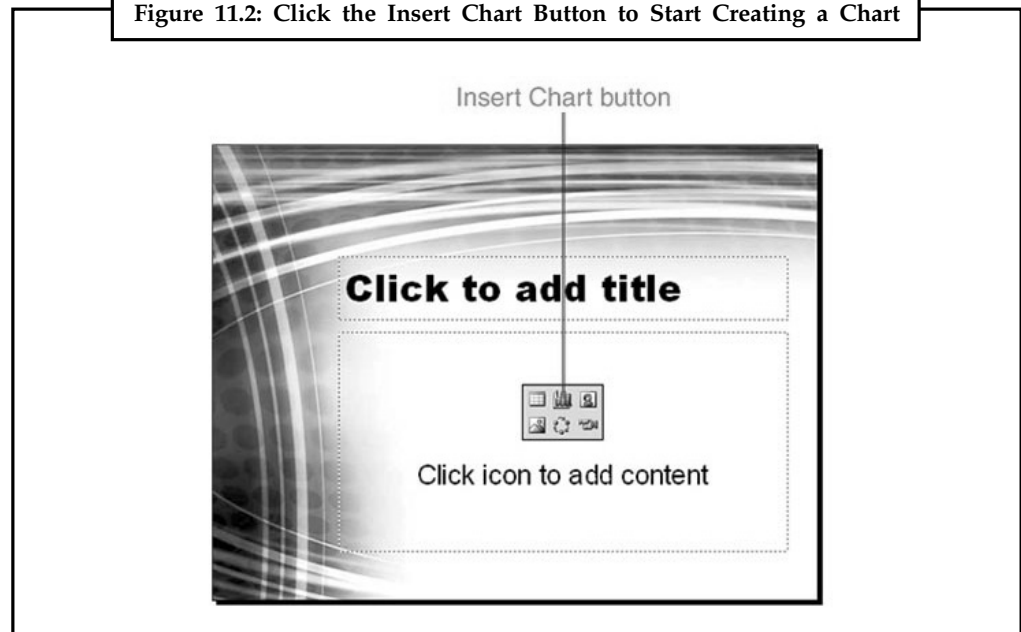 Figure 11.2: Click the Insert Chart Button to Start Creating a Chart
Insert Chart button
Click to add title
Click icon to add content